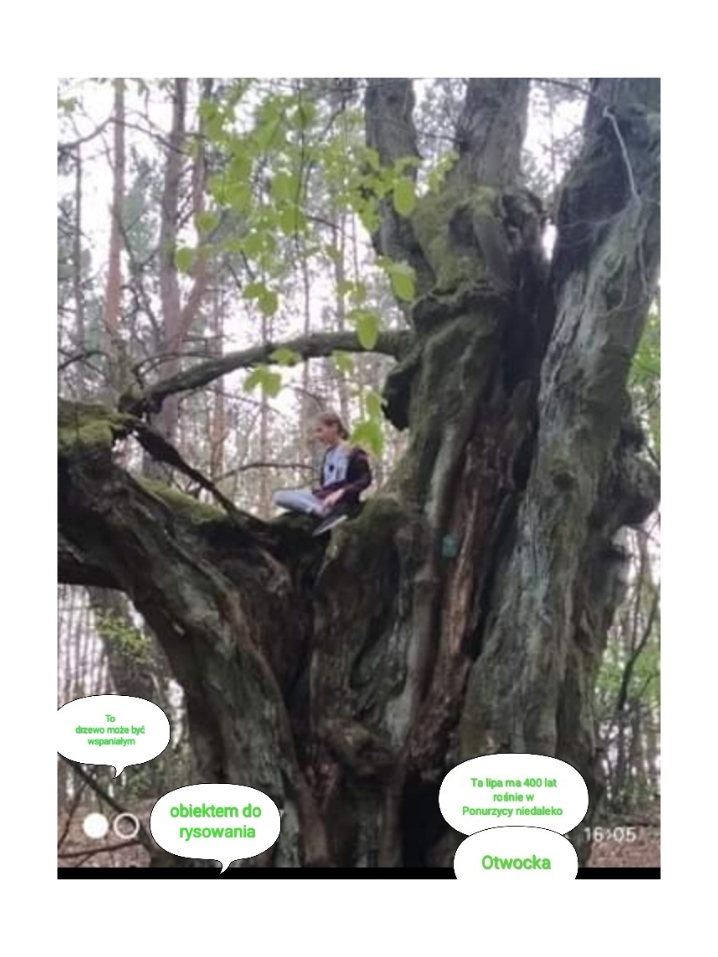 To
drzewo może być
wspaniałym
obiektem do
rysowania
Ta lipa ma 400 lat
rośnie w
Ponurzycy niedaleko
Otwocka
16:05